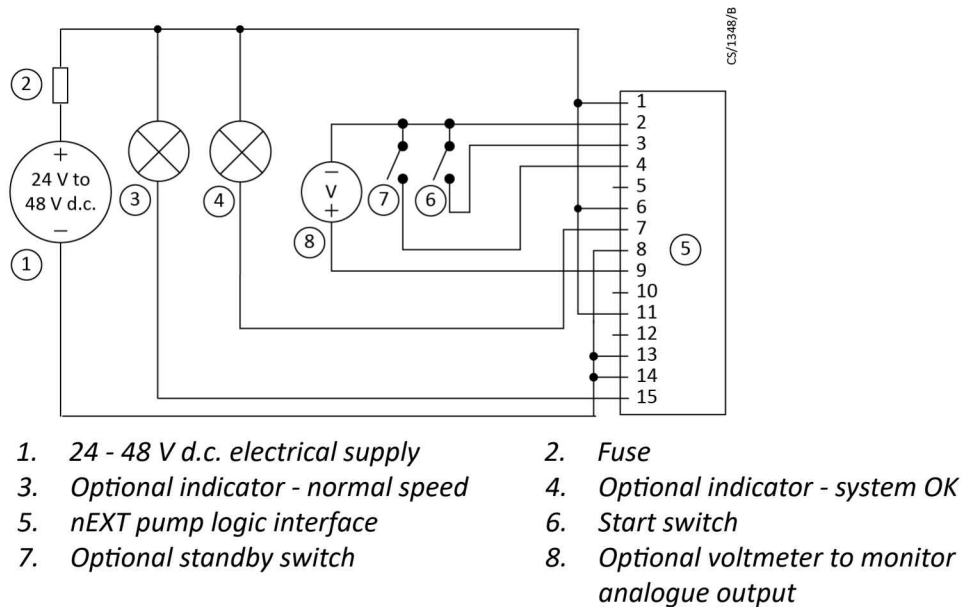 CS/1348/B
2
+
24 V to
48 V d.c.
−
1
3
4
−
V
+
8
7
6
1
2
3
4
5
6
7
8
9
10
11
12
13
14
15
5
1. 24 - 48 V d.c. electrical supply
2. Fuse
3. Optional indicator - normal speed
4. Optional indicator - system OK
5. nEXT pump logic interface
6. Start switch
7. Optional standby switch
8. Optional voltmeter to monitor
analogue output